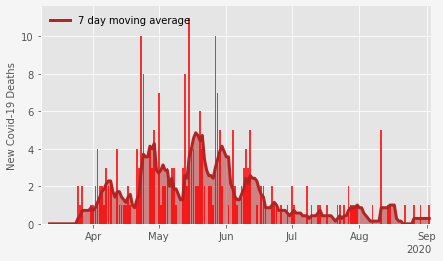 7 day moving average
New Covid-19 Deaths
10
8
6
4
2
0
Apr
May
Jun
Jul
Aug
Sep
2020